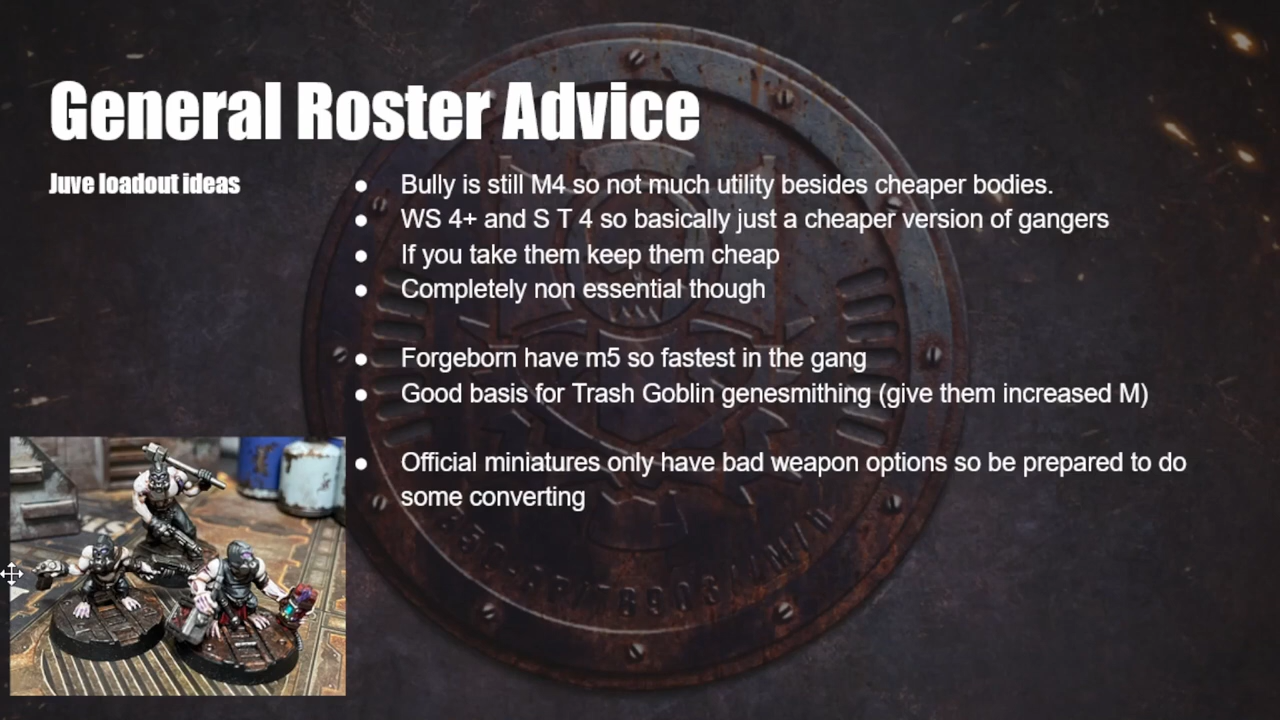 General Roster Advice
Juve loadout ideas
● Bully is still M4 so not much utility besides cheaper bodies.
● WS 4+ and S T 4 so basically just a cheaper version of gangers
● If you take them keep them cheap
● Completely non essential though
● Forgeborn have m5 so fastest in the gang
● Good basis for Trash Goblin genesmithing (give them increased M)
● Official miniatures only have bad weapon options so be prepared to do
some converting